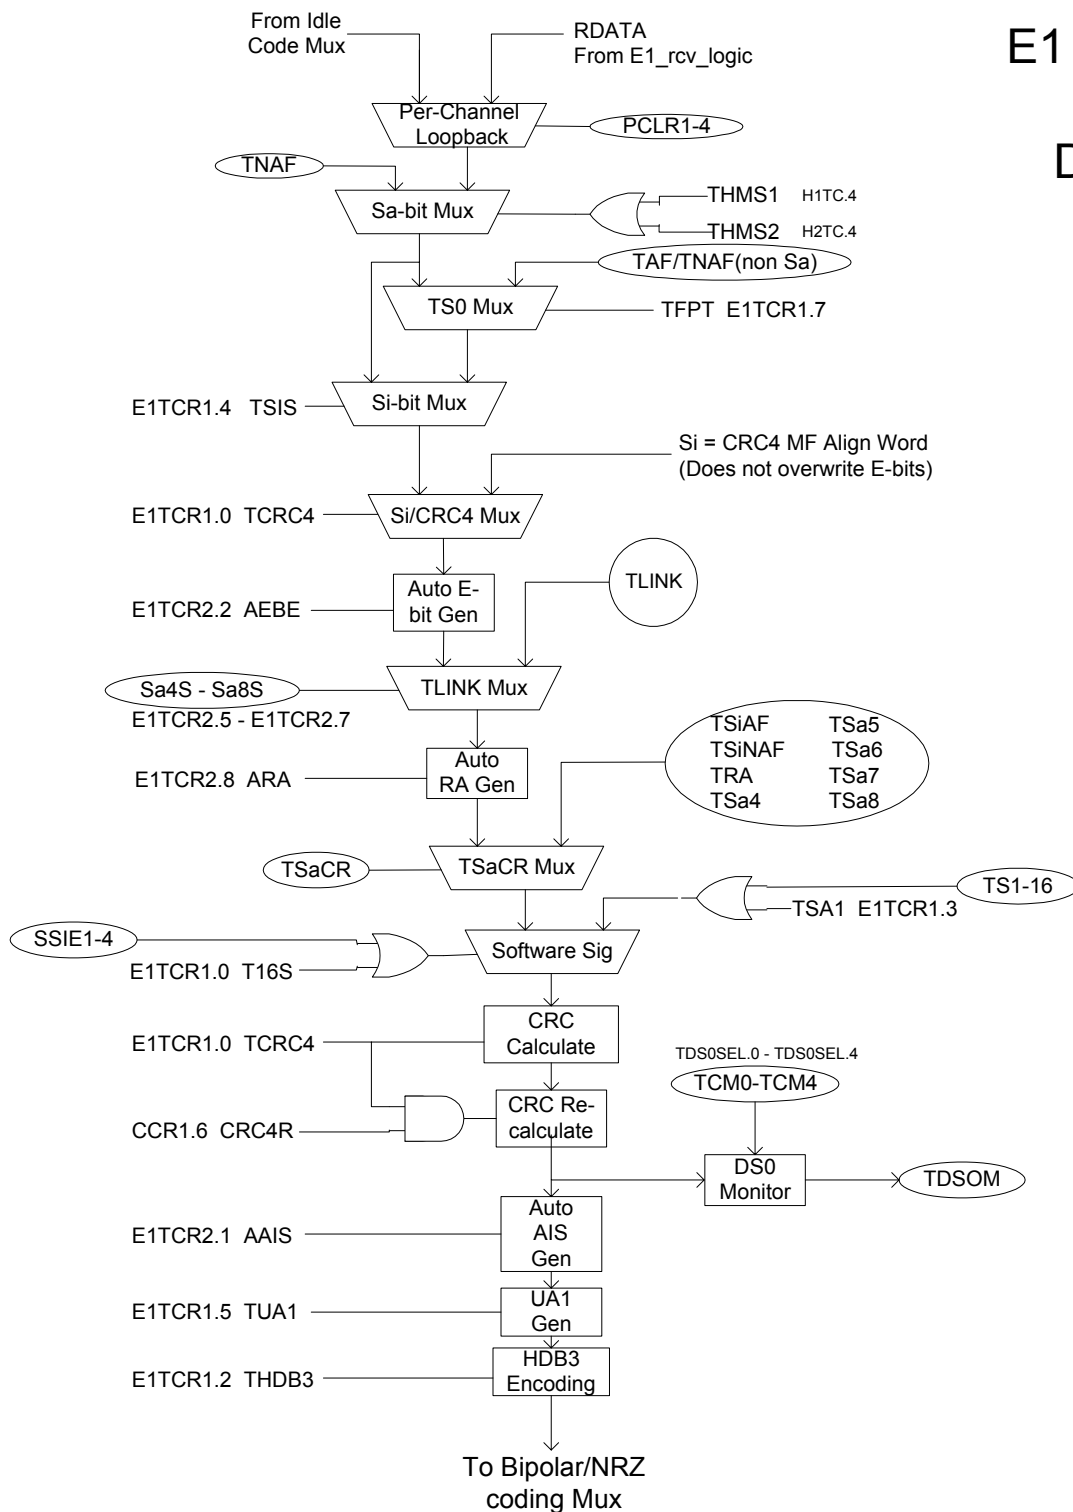 From Idle
Code Mux
RDATA
From E1_rcv_logic
E1
Per-Channel
Loopback
PCLR1-4
D
TNAF
Sa-bit Mux
THMS1 H1TC.4
THMS2 H2TC.4
TAF/TNAF(non Sa)
TS0 Mux
TFPT E1TCR1.7
E1TCR1.4 TSIS
Si-bit Mux
Si = CRC4 MF Align Word
(Does not overwrite E-bits)
E1TCR1.0 TCRC4
Si/CRC4 Mux
Auto E-
bit Gen
TLINK
E1TCR2.2 AEBE
Sa4S - Sa8S
TLINK Mux
E1TCR2.5 - E1TCR2.7
TSiAF TSa5
TSiNAF TSa6
TRA TSa7
TSa4 TSa8
E1TCR2.8 ARA
Auto
RA Gen
TSaCR
TSaCR Mux
TS1-16
TSA1 E1TCR1.3
SSIE1-4
Software Sig
E1TCR1.0 T16S
CRC
Calculate
E1TCR1.0 TCRC4
TDS0SEL.0 - TDS0SEL.4
TCM0-TCM4
CRC Re-
calculate
CCR1.6 CRC4R
DS0
Monitor
TDSOM
Auto
AIS
Gen
E1TCR2.1 AAIS
UA1
Gen
E1TCR1.5 TUA1
HDB3
Encoding
E1TCR1.2 THDB3
To Bipolar/NRZ
coding Mux